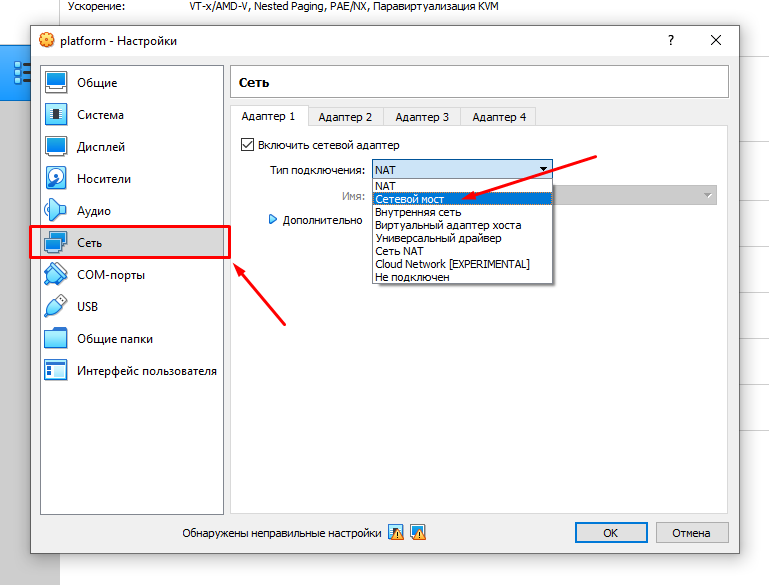 Ускорение: VT-x/AMD-V, Nested Paging, PAE/NX, Паравиртуализация KVM
platform - Настройки ? ×
Общие
Система
Дисплей
Носители
Аудио
Сеть
COM-порты
USB
Общие папки
Интерфейс пользователя
Сеть
Адаптер 1 Адаптер 2 Адаптер 3 Адаптер 4
Включить сетевой адаптер
Тип подключения: NAT
NAT
Сетевой мост
Внутренняя сеть
Виртуальный адаптер хоста
Универсальный драйвер
Сеть NAT
Cloud Network [EXPERIMENTAL]
Не подключен
Имя:
Дополнительно
Обнаружены неправильные настройки
OK Отмена